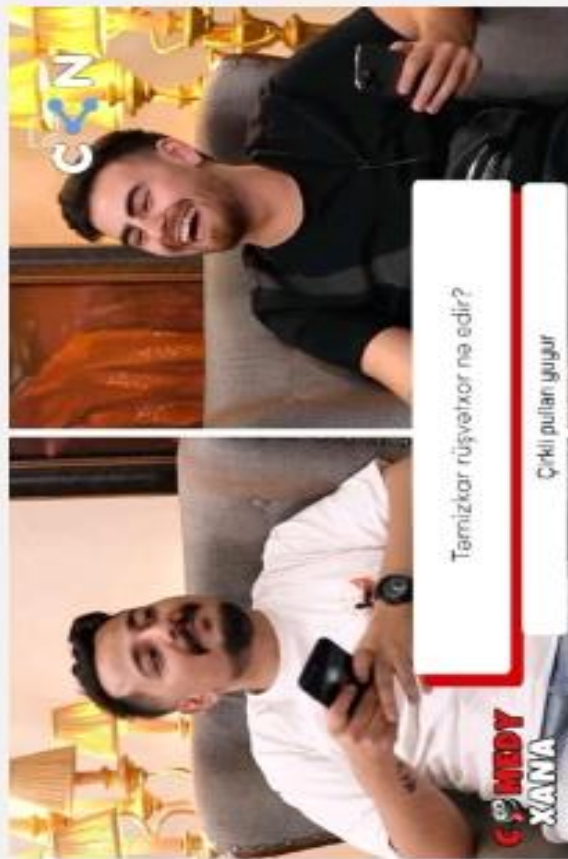 CAN
Təmizkar rüşvətxor nə edir?
Çirkli pulları yuyur
COMEDY
XANA